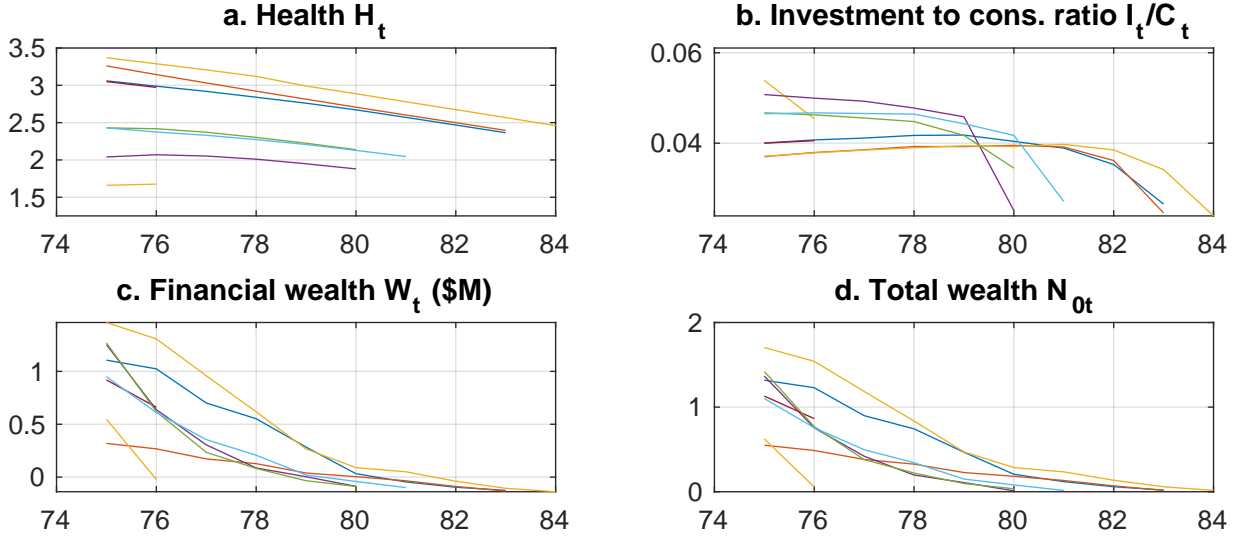 a. Health H_t
3.5
3
2.5
2
1.5
74 76 78 80 82 84
b. Investment to cons. ratio I_t/C_t
0.06
0.04
74 76 78 80 82 84
c. Financial wealth W_t ($M)
1
0.5
0
74 76 78 80 82 84
d. Total wealth N_0t
2
1
0
74 76 78 80 82 84